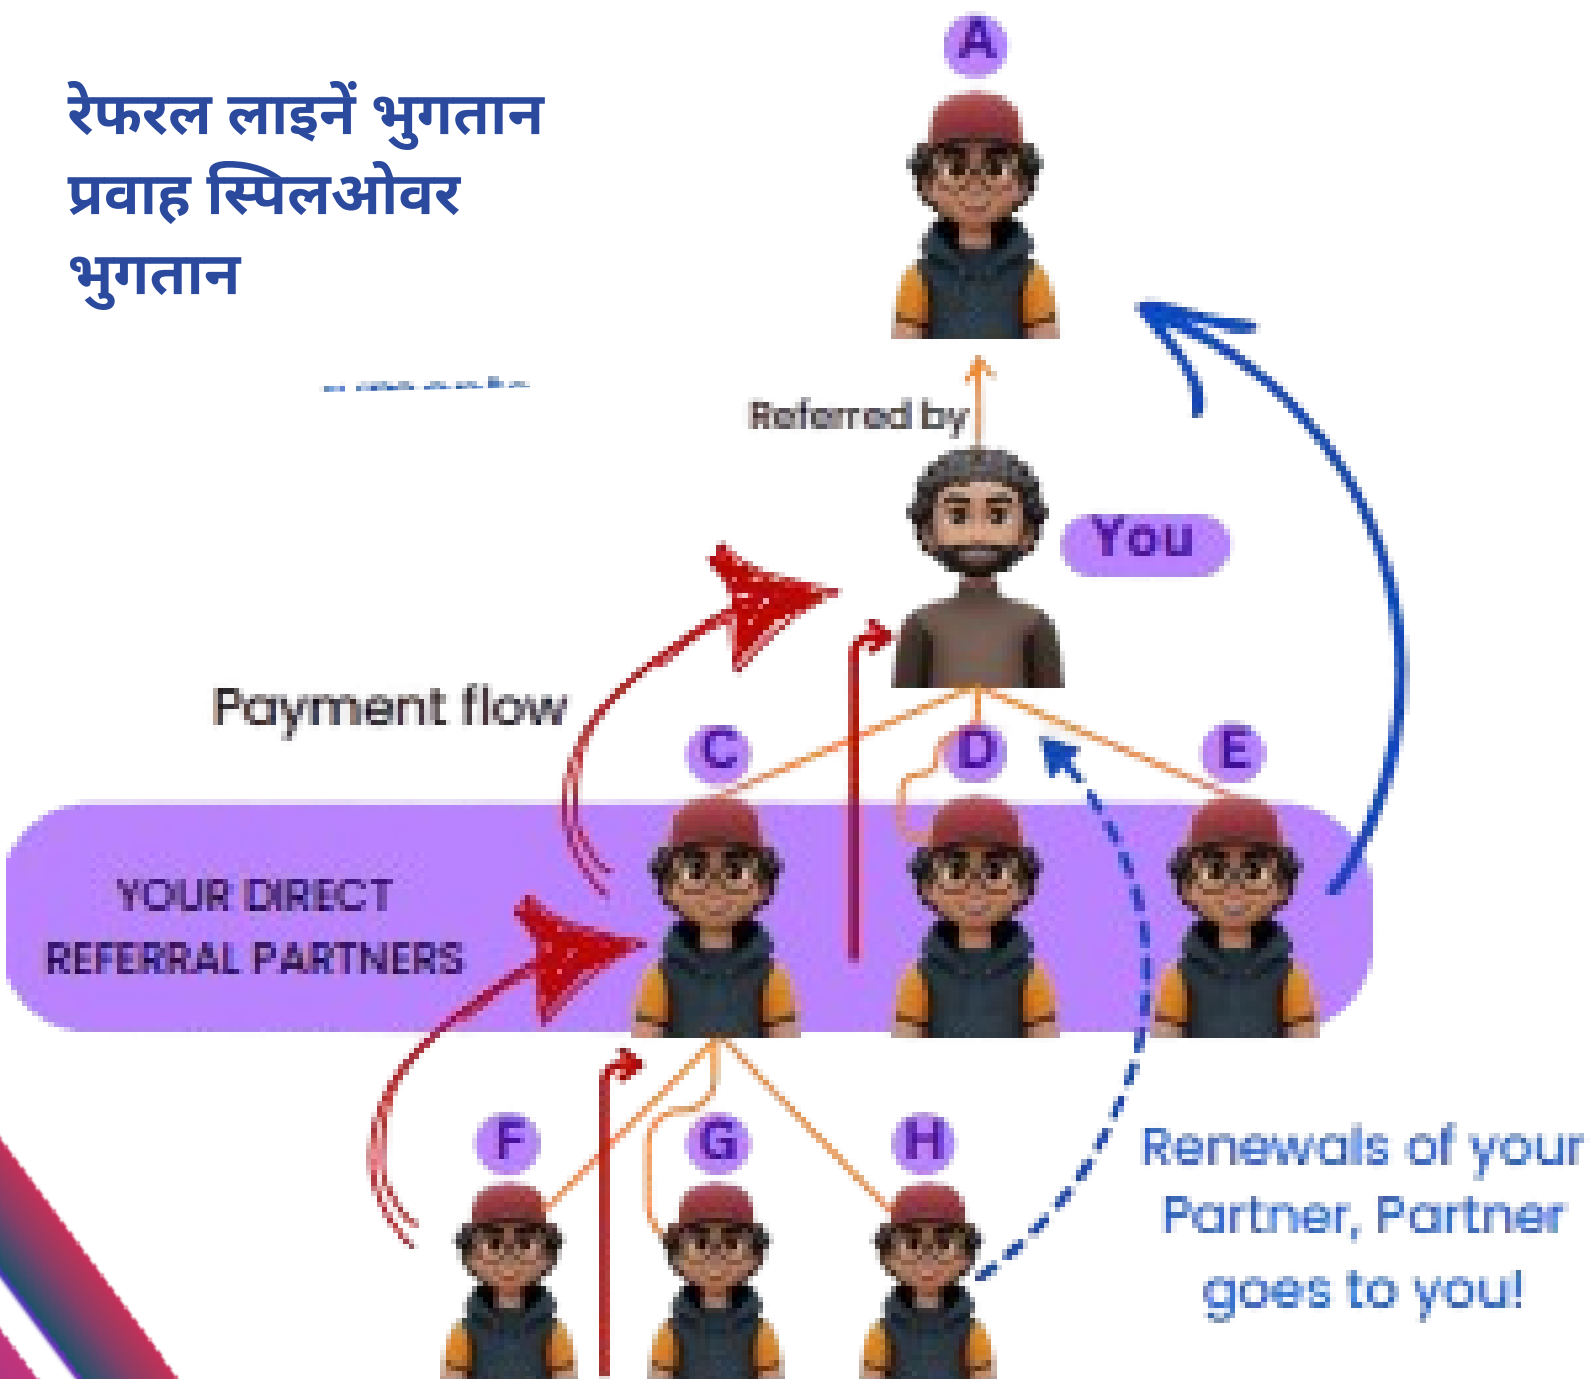 A
रेफरल लाइनें भुगतान
प्रवाह स्पिलओवर
भुगतान
Referred by
You
Payment flow
C
D
E
YOUR DIRECT
REFERRAL PARTNERS
F
G
H
Renewals of your
Partner, Partner
goes to you!